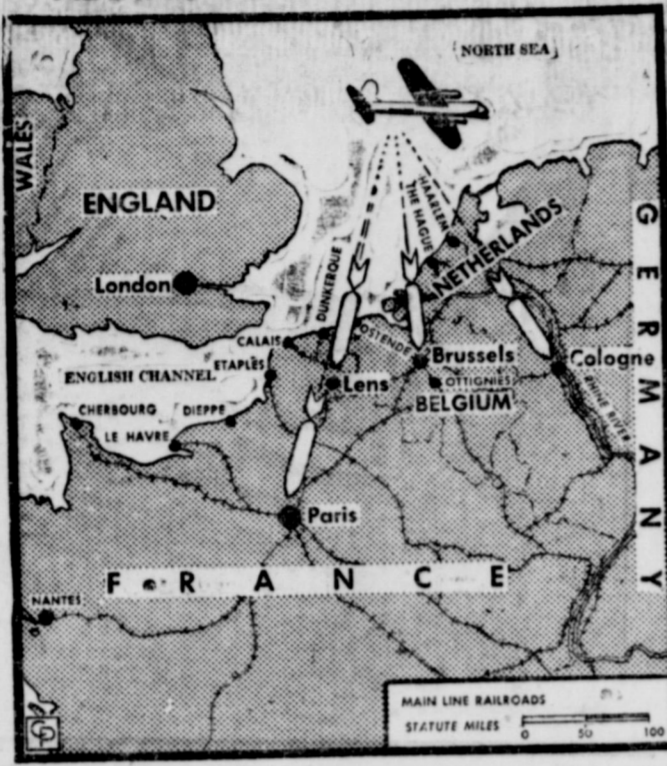 NORTH SEA
WALES
ENGLAND
HAARLEM
THE HAGUE
NETHERLANDS
GERMANY
London
DUNKERQUE
CALAIS
OSTENDE
Brussels
Cologne
ETAPLES
ENGLISH CHANNEL
Lens
OTTIGNIES
BELGIUM
RHINE RIVER
CHERBOURG
DIEPPE
LE HAVRE
Paris
FRANCE
NANTES
MAIN LINE RAILROADS
STATUTE MILES
0 50 100